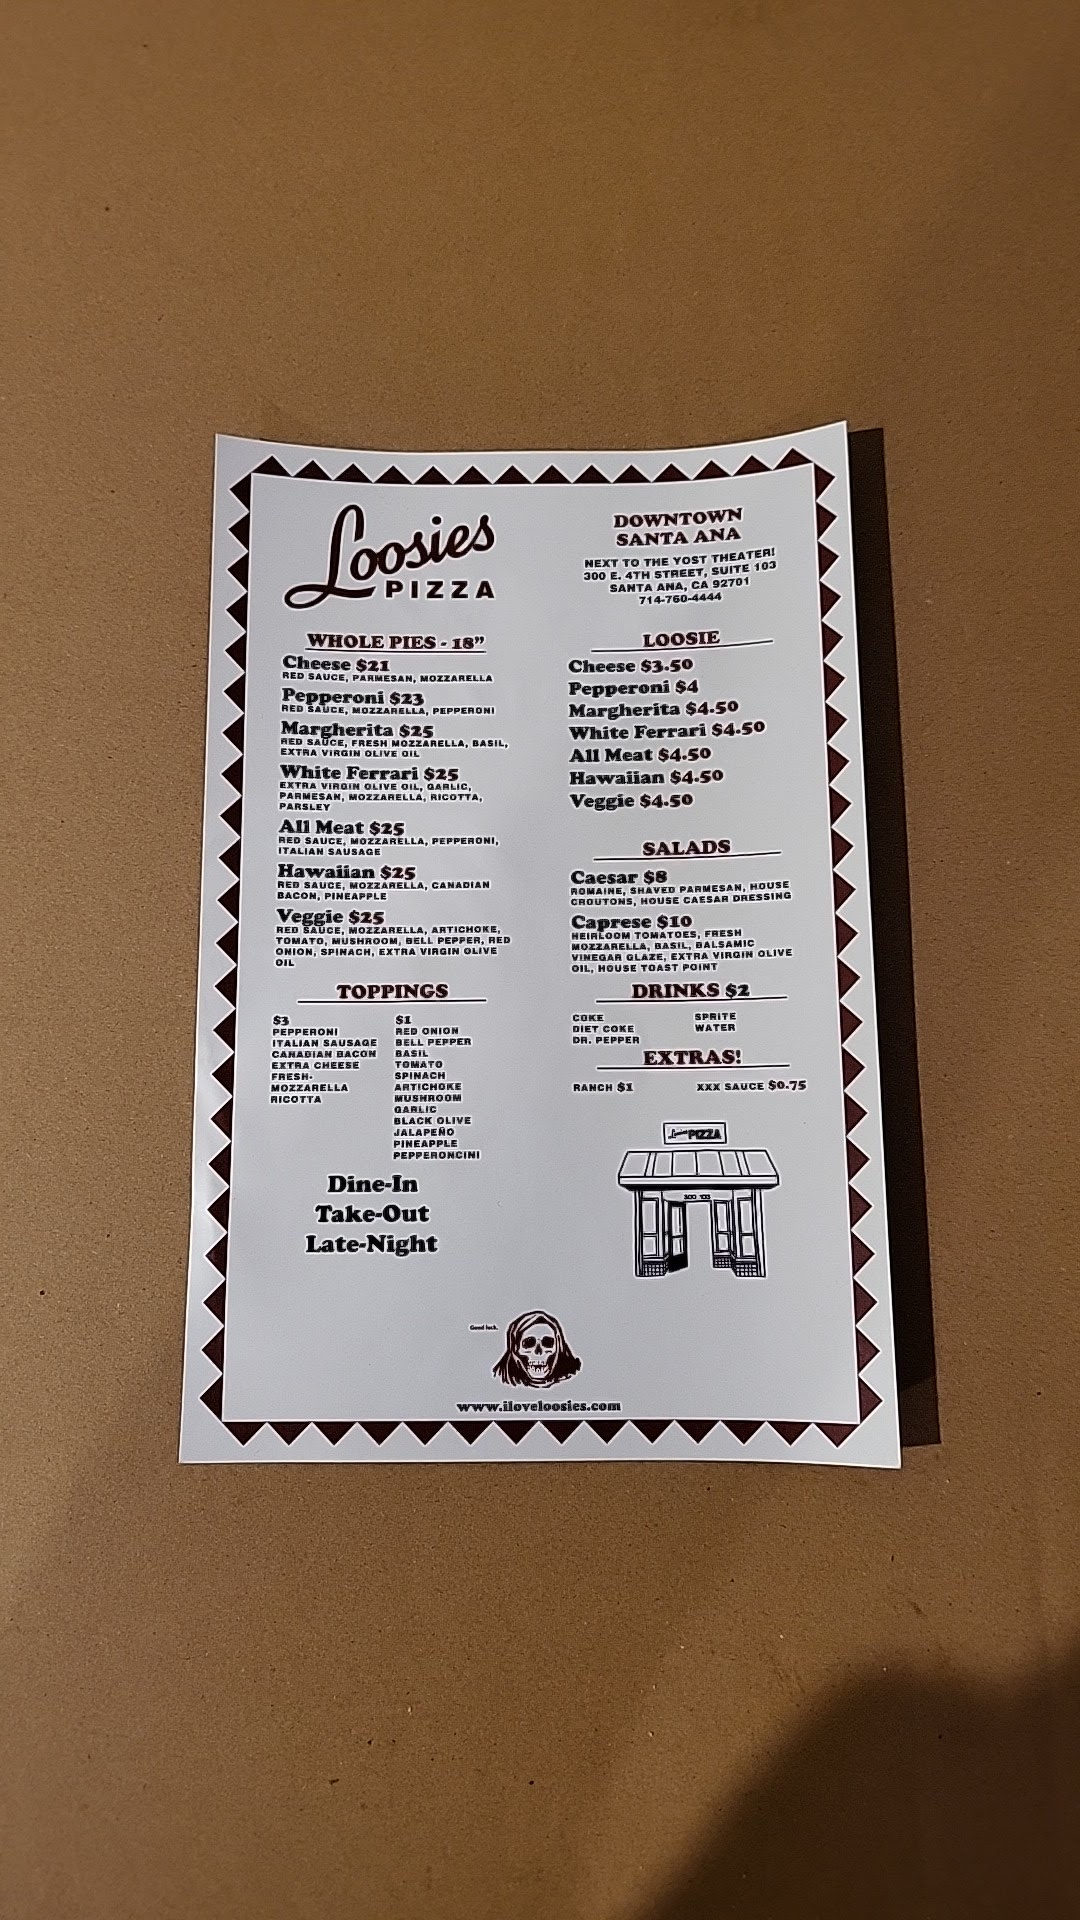 Loosies
PIZZA
DOWNTOWN
SANTA ANA
NEXT TO THE YOST THEATER!
300 E. 4TH STREET, SUITE 103
SANTA ANA, CA 92701
714-760-4444
WHOLE PIES - 18”
Cheese $21
RED SAUCE, PARMESAN, MOZZARELLA
Pepperoni $23
RED SAUCE, MOZZARELLA, PEPPERONI
Margherita $25
RED SAUCE, FRESH MOZZARELLA, BASIL,
EXTRA VIRGIN OLIVE OIL
White Ferrari $25
EXTRA VIRGIN OLIVE OIL, GARLIC,
PARMESAN, MOZZARELLA, RICOTTA,
PARSLEY
All Meat $25
RED SAUCE, MOZZARELLA, PEPPERONI,
ITALIAN SAUSAGE
Hawaiian $25
RED SAUCE, MOZZARELLA, CANADIAN
BACON, PINEAPPLE
Veggie $25
RED SAUCE, MOZZARELLA, ARTICHOKE,
TOMATO, MUSHROOM, BELL PEPPER, RED
ONION, SPINACH, EXTRA VIRGIN OLIVE
OIL
TOPPINGS
$3
PEPPERONI
ITALIAN SAUSAGE
CANADIAN BACON
EXTRA CHEESE
FRESH-
MOZZARELLA
RICOTTA
$1
RED ONION
BELL PEPPER
BASIL
TOMATO
SPINACH
ARTICHOKE
MUSHROOM
GARLIC
BLACK OLIVE
JALAPEÑO
PINEAPPLE
PEPPERONCINI
Dine-In
Take-Out
Late-Night
LOOSIE
Cheese $3.50
Pepperoni $4
Margherita $4.50
White Ferrari $4.50
All Meat $4.50
Hawaiian $4.50
Veggie $4.50
SALADS
Caesar $8
ROMAINE, SHAVED PARMESAN, HOUSE
CROUTONS, HOUSE CAESAR DRESSING
Caprese $10
HEIRLOOM TOMATOES, FRESH
MOZZARELLA, BASIL, BALSAMIC
VINEGAR GLAZE, EXTRA VIRGIN OLIVE
OIL, HOUSE TOAST POINT
DRINKS $2
COKE
DIET COKE
DR. PEPPER
SPRITE
WATER
EXTRAS!
RANCH $1
XXX SAUCE $0.75
Loosies PIZZA
300 103
Good luck.
www.iloveloosies.com